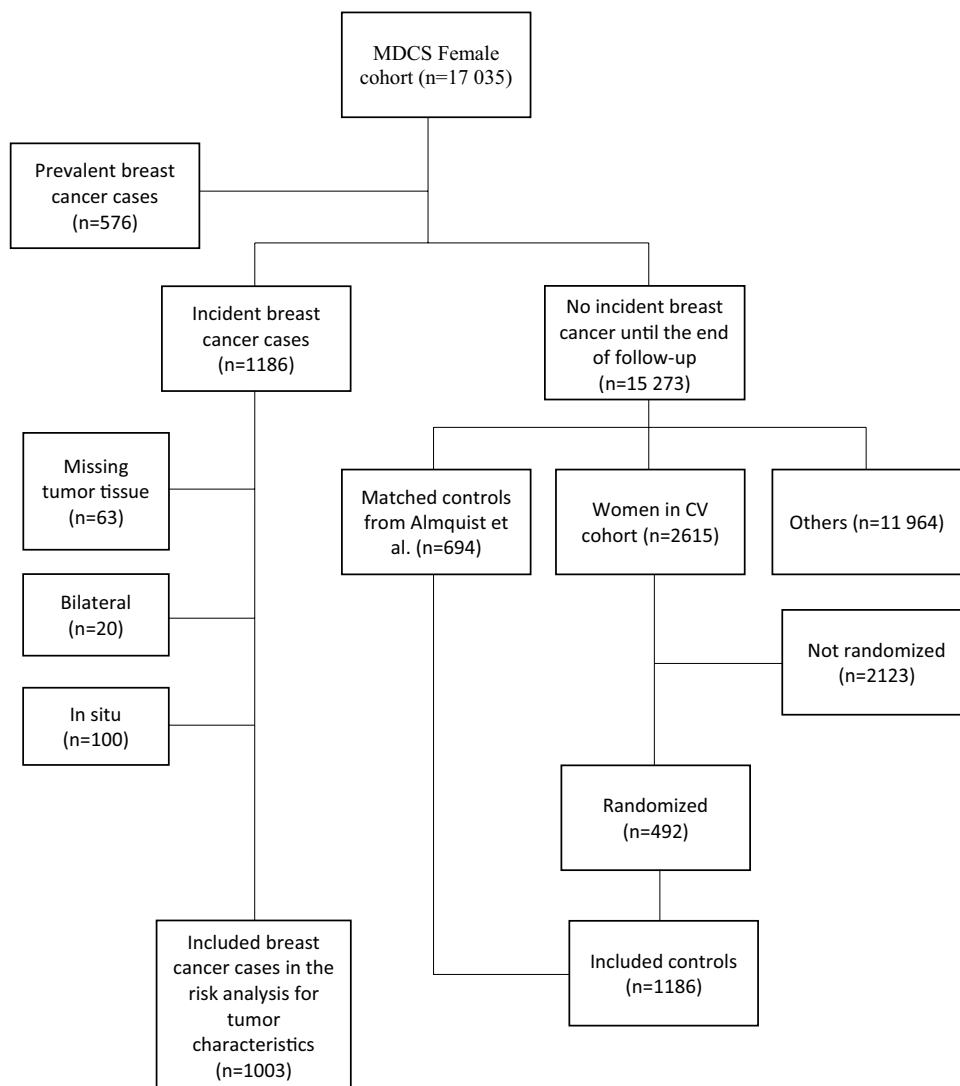 MDCS Female
cohort (n=17 035)
Prevalent breast
cancer cases
(n=576)
Incident breast
cancer cases
(n=1186)
No incident breast
cancer until the end
of follow-up
(n=15 273)
Missing
tumor tissue
(n=63)
Matched controls
from Almquist et
al. (n=694)
Women in CV
cohort (n=2615)
Others (n=11 964)
Bilateral
(n=20)
Not randomized
(n=2123)
In situ
(n=100)
Randomized
(n=492)
Included breast
cancer cases in the
risk analysis for
tumor
characteristics
(n=1003)
Included controls
(n=1186)